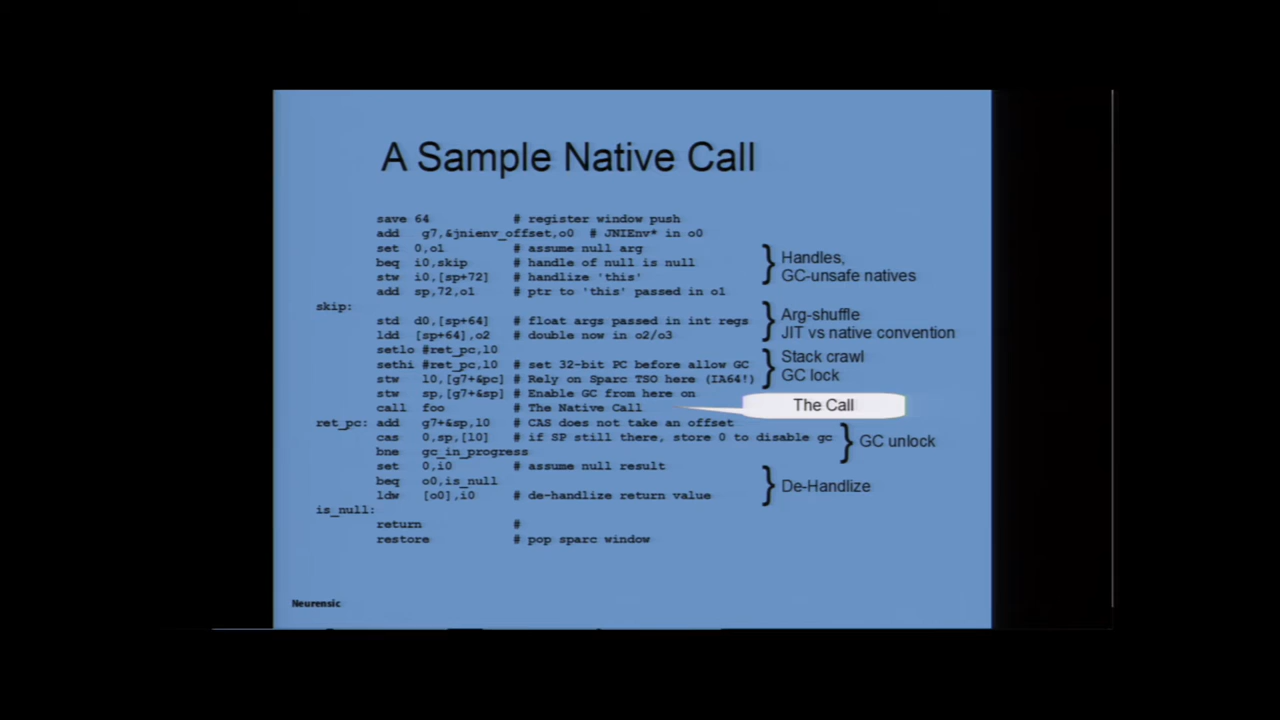 A Sample Native Call
save 64 # register window push
add g7,&jnienv_offset,o0 # JNIEnv* in o0
set 0,o1 # assume null arg
beq i0,skip # handle of null is null
stw i0,[sp+72] # handlize 'this'
add sp,72,o1 # ptr to 'this' passed in o1
Handles,
GC-unsafe natives
skip:
std d0,[sp+64] # float args passed in int regs
ldd [sp+64],o2 # double now in o2/o3
Arg-shuffle
JIT vs native convention
setlo #ret_pc,l0
sethi #ret_pc,l0 # set 32-bit PC before allow GC
stw l0,[g7+&pc] # Rely on Sparc TSO here (IA64!)
stw sp,[g7+&sp] # Enable GC from here on
Stack crawl
GC lock
call foo # The Native Call
The Call
ret_pc: add g7+&sp,l0 # CAS does not take an offset
cas 0,sp,[l0] # if SP still there, store 0 to disable gc
bne gc_in_progress
GC unlock
set 0,i0 # assume null result
beq o0,is_null
ldw [o0],i0 # de-handlize return value
De-Handlize
is_null:
return #
restore # pop sparc window
Neurensic